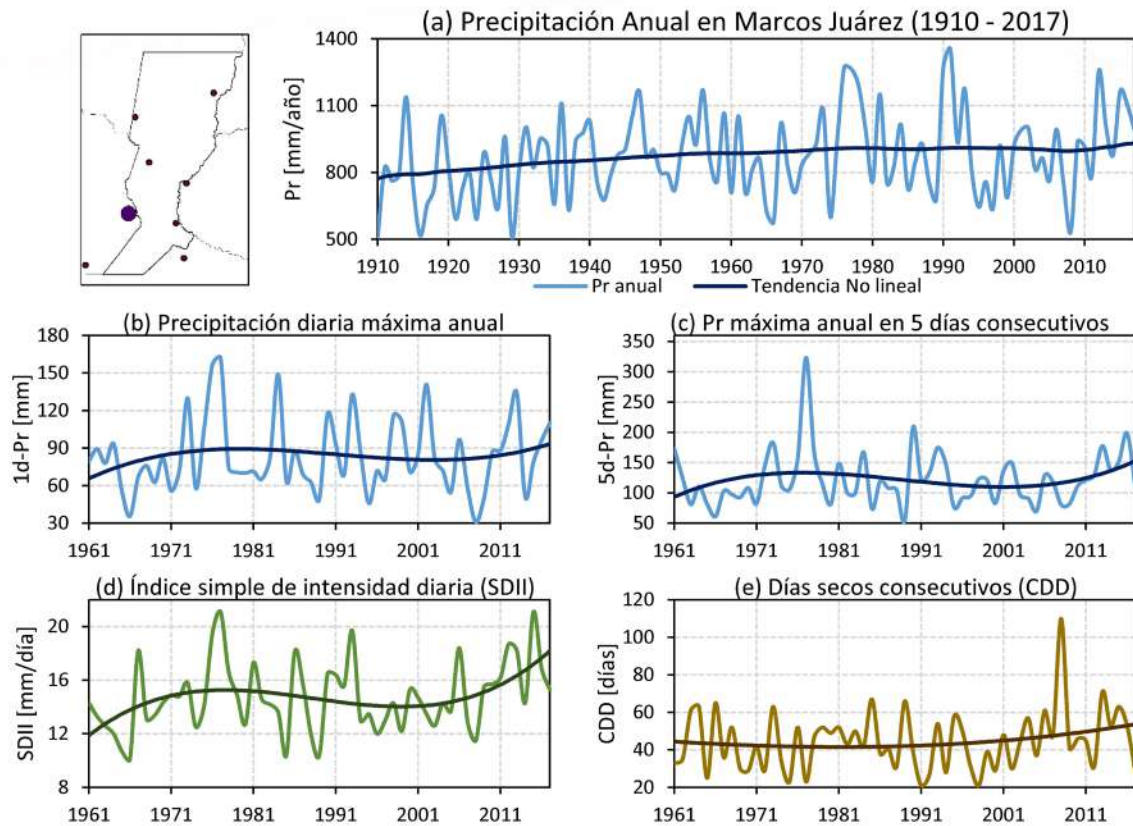 (a) Precipitación Anual en Marcos Juárez (1910 - 2017)
Pr [mm/año]
1400
1100
800
500
1910 1920 1930 1940 1950 1960 1970 1980 1990 2000 2010
Pr anual Tendencia No lineal
(b) Precipitación diaria máxima anual
1d-Pr [mm]
180
150
120
90
60
30
1961 1971 1981 1991 2001 2011
(c) Pr máxima anual en 5 días consecutivos
5d-Pr [mm]
350
300
250
200
150
100
50
1961 1971 1981 1991 2001 2011
(d) Índice simple de intensidad diaria (SDII)
SDII [mm/día]
20
16
12
8
1961 1971 1981 1991 2001 2011
(e) Días secos consecutivos (CDD)
CDD [días]
120
100
80
60
40
20
1961 1971 1981 1991 2001 2011